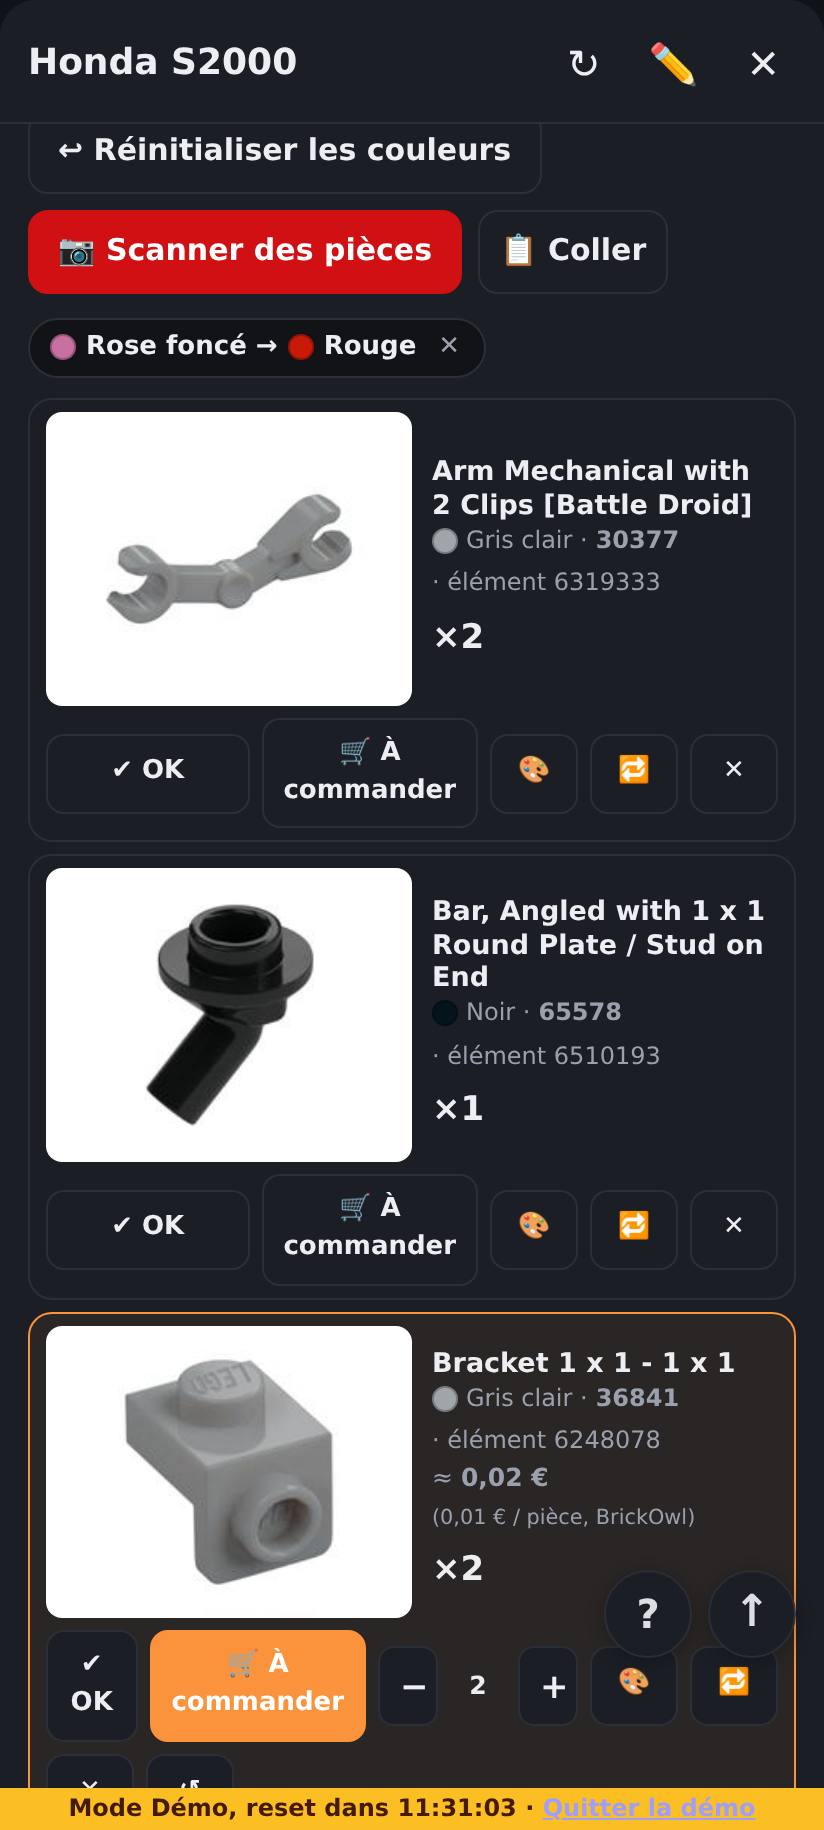 Honda S2000 ↻ ✏️ ✕
↩ Réinitialiser les couleurs
📷 Scanner des pièces 📋 Coller
Rose foncé → Rouge ✕
Arm Mechanical with
2 Clips [Battle Droid]
Gris clair · 30377
· élément 6319333
×2
✔ OK 🛒 À
commander 🎨 🔁 ✕
Bar, Angled with 1 x 1
Round Plate / Stud on
End
Noir · 65578
· élément 6510193
×1
✔ OK 🛒 À
commander 🎨 🔁 ✕
LEGO
Bracket 1 x 1 - 1 x 1
Gris clair · 36841
· élément 6248078
≈ 0,02 €
(0,01 € / pièce, BrickOwl)
×2
? ↑
✔
OK 🛒 À
commander − 2 + 🎨 🔁
✕ ↺
Mode Démo, reset dans 11:31:03 · Quitter la démo